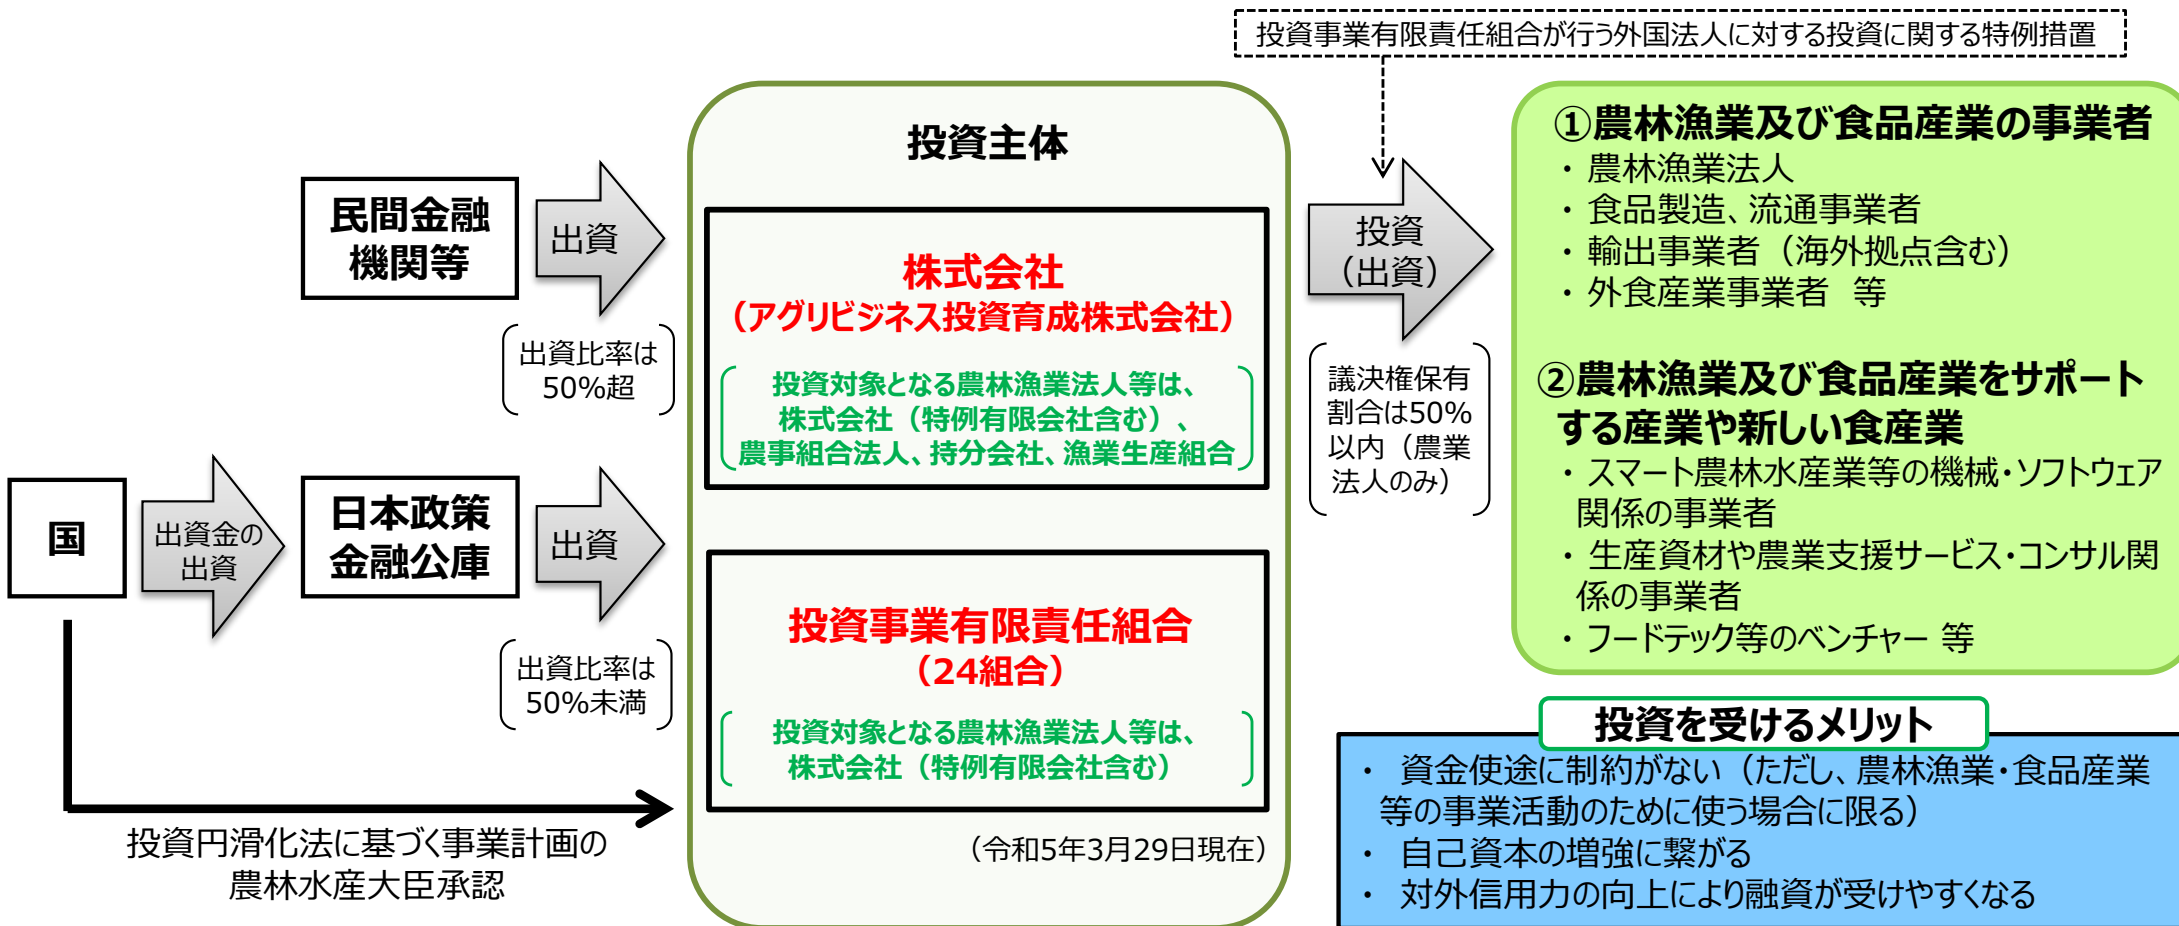 投資事業有限責任組合が行う外国法人に対する投資に関する特例措置
国
出資金の
出資
民間金融
機関等
出資
出資比率は
50%超
日本政策
金融公庫
出資
出資比率は
50%未満
投資円滑化法に基づく事業計画の
農林水産大臣承認
投資主体
株式会社
（アグリビジネス投資育成株式会社）
投資対象となる農林漁業法人等は、
株式会社（特例有限会社含む）、
農事組合法人、持分会社、漁業生産組合
投資事業有限責任組合
（24組合）
投資対象となる農林漁業法人等は、
株式会社（特例有限会社含む）
（令和5年3月29日現在）
投資
（出資）
議決権保有
割合は50%
以内（農業
法人のみ）
①農林漁業及び食品産業の事業者
・農林漁業法人
・食品製造、流通事業者
・輸出事業者（海外拠点含む）
・外食産業事業者 等
②農林漁業及び食品産業をサポート
する産業や新しい食産業
・スマート農林水産業等の機械・ソフトウェア
関係の事業者
・生産資材や農業支援サービス・コンサル関
係の事業者
・フードテック等のベンチャー 等
投資を受けるメリット
・ 資金使途に制約がない（ただし、農林漁業・食品産業
等の事業活動のために使う場合に限る）
・ 自己資本の増強に繋がる
・ 対外信用力の向上により融資が受けやすくなる